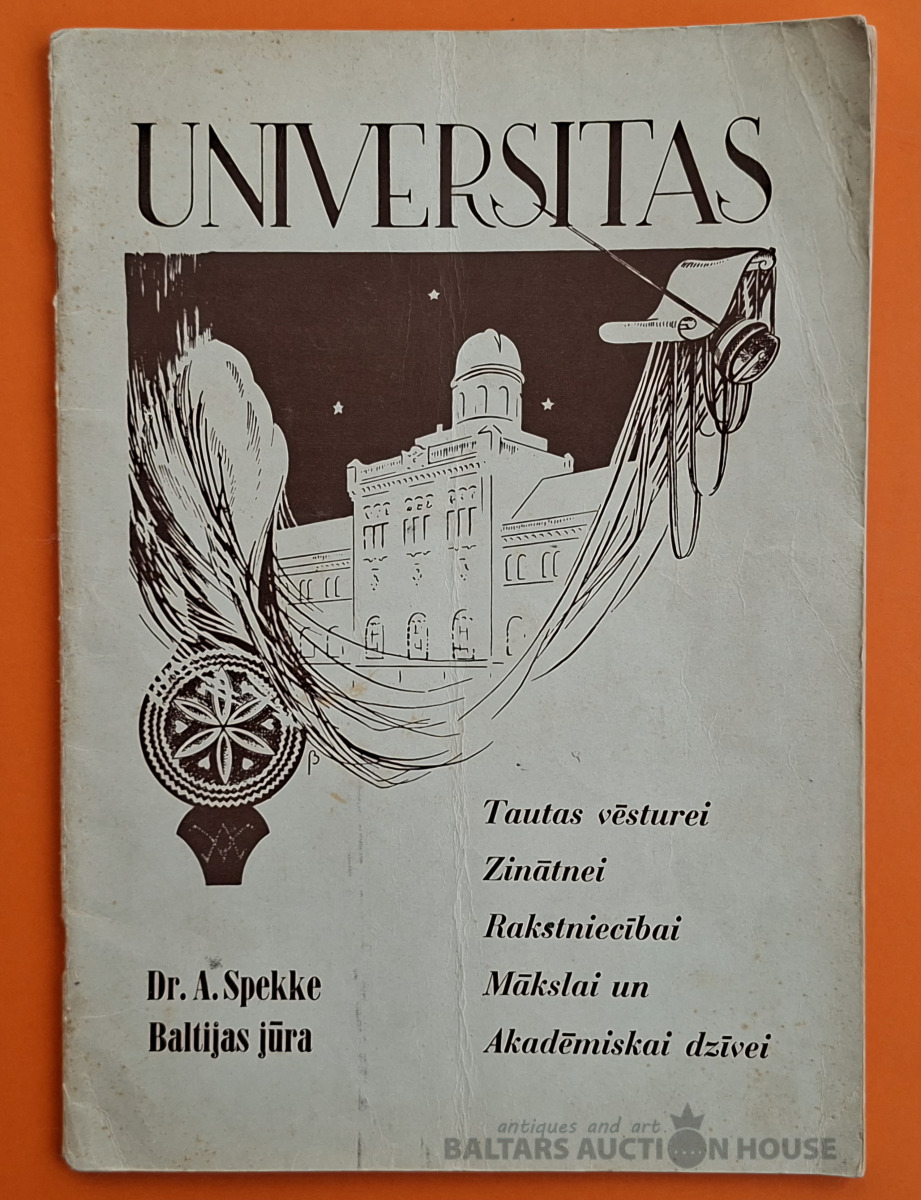 UNIVERSITAS
β
Tautas vēsturei
Zinātnei
Rakstniecībai
Mākslai un
Akadēmiskai dzīvei
Dr. A. Spekke
Baltijas jūra
antiques and art
BALTARS AUCTION HOUSE